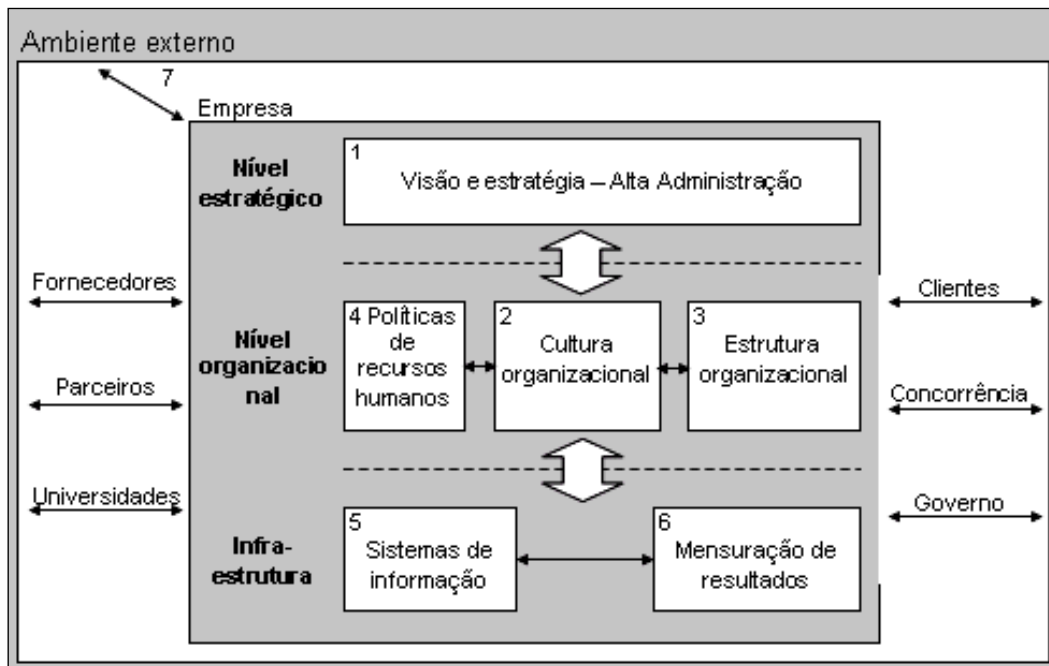 Ambiente externo
7
Empresa
Nível
estratégico
1
Visão e estratégia – Alta Administração
Fornecedores
Parceiros
Universidades
Nível
organizacio
nal
4 Políticas
de
recursos
humanos
2
Cultura
organizacional
3
Estrutura
organizacional
Clientes
Concorrência
Governo
Infra-
estrutura
5
Sistemas de
informação
6
Mensuração de
resultados